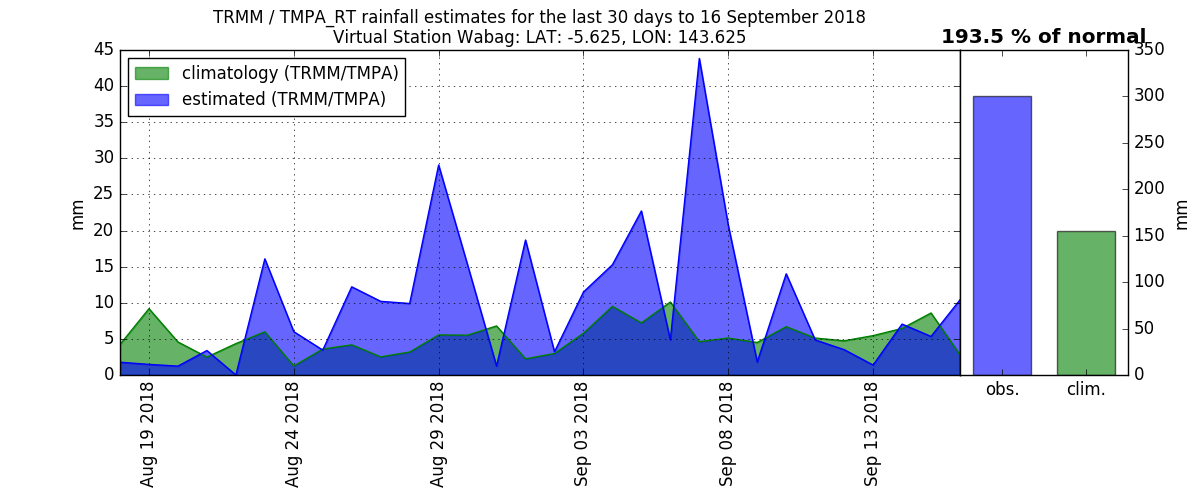 TRMM / TMPA_RT rainfall estimates for the last 30 days to 16 September 2018
Virtual Station Wabag: LAT: -5.625, LON: 143.625
193.5 % of normal
climatology (TRMM/TMPA)
estimated (TRMM/TMPA)
mm
45
40
35
30
25
20
15
10
5
0
Aug 19 2018
Aug 24 2018
Aug 29 2018
Sep 03 2018
Sep 08 2018
Sep 13 2018
obs.
clim.
350
300
250
200
150
100
50
0
mm